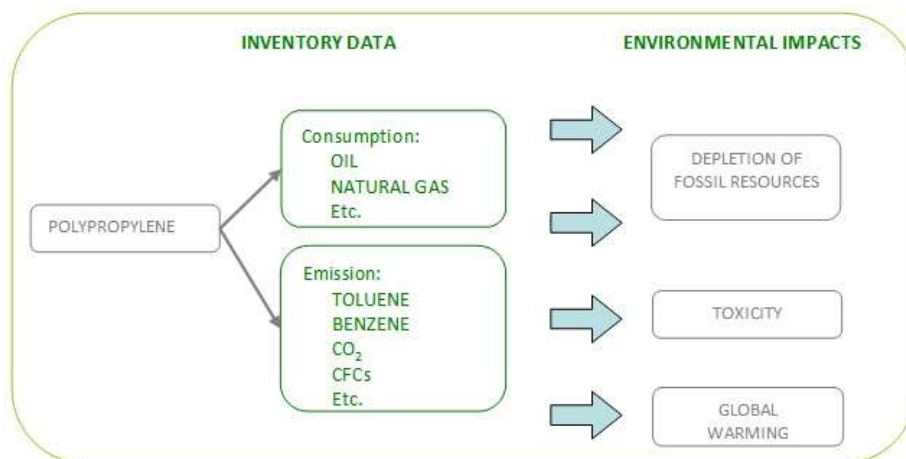 INVENTORY DATA
ENVIRONMENTAL IMPACTS
POLYPROPYLENE
Consumption:
OIL
NATURAL GAS
Etc.
Emission:
TOLUENE
BENZENE
CO₂
CFCs
Etc.
DEPLETION OF
FOSSIL RESOURCES
TOXICITY
GLOBAL
WARMING